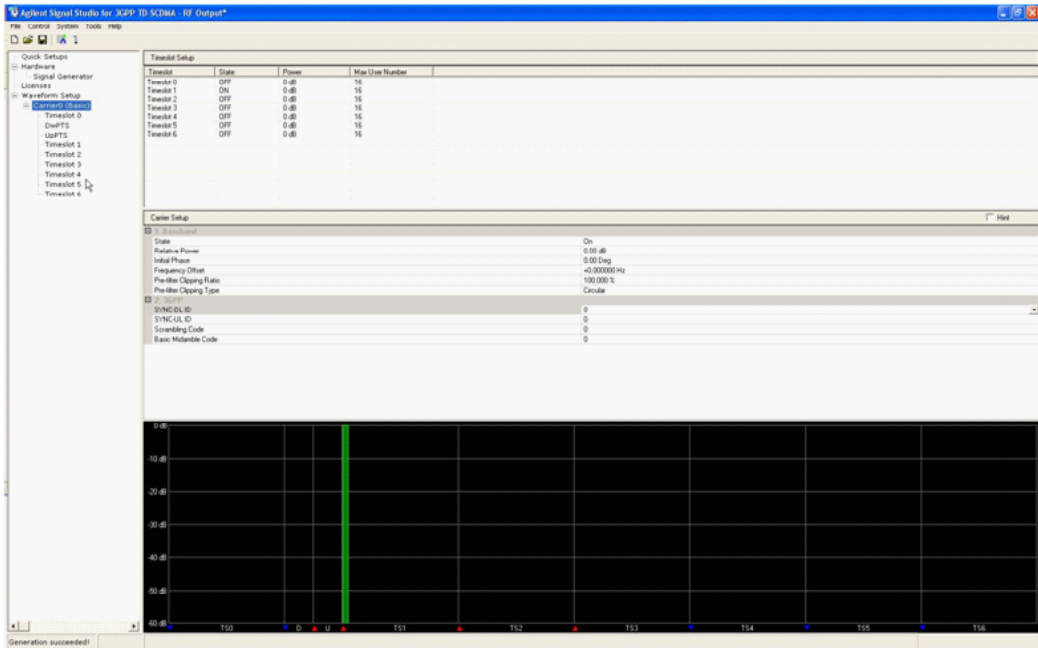 Agilent Signal Studio for 3GPP TD-SCDMA - RF Output*
File Control System Tools Help
Quick Setups
Hardware
Signal Generator
Licenses
Waveform Setup
Carrier0 (Basic)
Timeslot 0
DwPTS
UpPTS
Timeslot 1
Timeslot 2
Timeslot 3
Timeslot 4
Timeslot 5
Timeslot 6
Timeslot Setup
Timeslot State Power Max User Number
Timeslot 0 OFF 0 dB 16
Timeslot 1 ON 0 dB 16
Timeslot 2 OFF 0 dB 16
Timeslot 3 OFF 0 dB 16
Timeslot 4 OFF 0 dB 16
Timeslot 5 OFF 0 dB 16
Timeslot 6 OFF 0 dB 16
Carrier Setup Hint
1. Baseband
State On
Relative Power 0.00 dB
Initial Phase 0.00 Deg
Frequency Offset +0.000000 Hz
Pre-filter Clipping Ratio 100.000 %
Pre-filter Clipping Type Circular
2. 3GPP
SYNC-DL ID 0
SYNC-UL ID 0
Scrambling Code 0
Basic Midamble Code 0
0 dB
-10 dB
-20 dB
-30 dB
-40 dB
-50 dB
-60 dB
TS0 D U TS1 TS2 TS3 TS4 TS5 TS6
Generation succeeded!